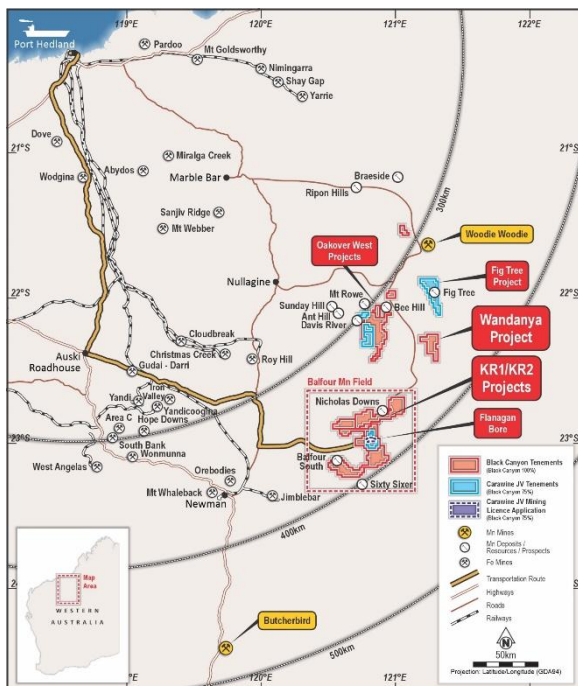 119°E
120°E
121°E
Port Hedland
Pardoo
Mt Goldsworthy
Nimingarra
Shay Gap
Yarrie
21°S
21°S
Dove
Wodgina
Abydos
Miralga Creek
Marble Bar
Braeside
Ripon Hills
300km
Sanjiv Ridge
Mt Webber
Woodie Woodie
Oakover West
Projects
Fig Tree
Project
Nullagine
Mt Rowe
Fig Tree
22°S
22°S
Sunday Hill
Bee Hill
Ant Hill
Davis River
Wandanya
Project
Cloudbreak
Christmas Creek
Roy Hill
Auski
Roadhouse
Gudai - Darri
Balfour Mn Field
KR1/KR2
Projects
Iron
Valley
Yandi
Yandicoogina
Nicholas Downs
Area C
Hope Downs
Flanagan
Bore
23°S
23°S
South Bank
Wonmunna
West Angelas
Balfour
South
Orebodies
Mt Whaleback
Jimblebar
Newman
Sixty Sixer
400km
24°S
24°S
Butcherbird
500km
Map
Area
WESTERN
AUSTRALIA
LEGEND
Black Canyon Tenements
(Black Canyon 100%)
Caravine JV Tenements
(Black Canyon 75%)
Caravine JV Mining
Licence Application
(Black Canyon 75%)
Mn Mines
Mn Deposits /
Resources / Prospects
Fe Mines
Transportation Route
Highways
Roads
Railways
N
50km
Projection: Latitude/Longitude (GDA94)